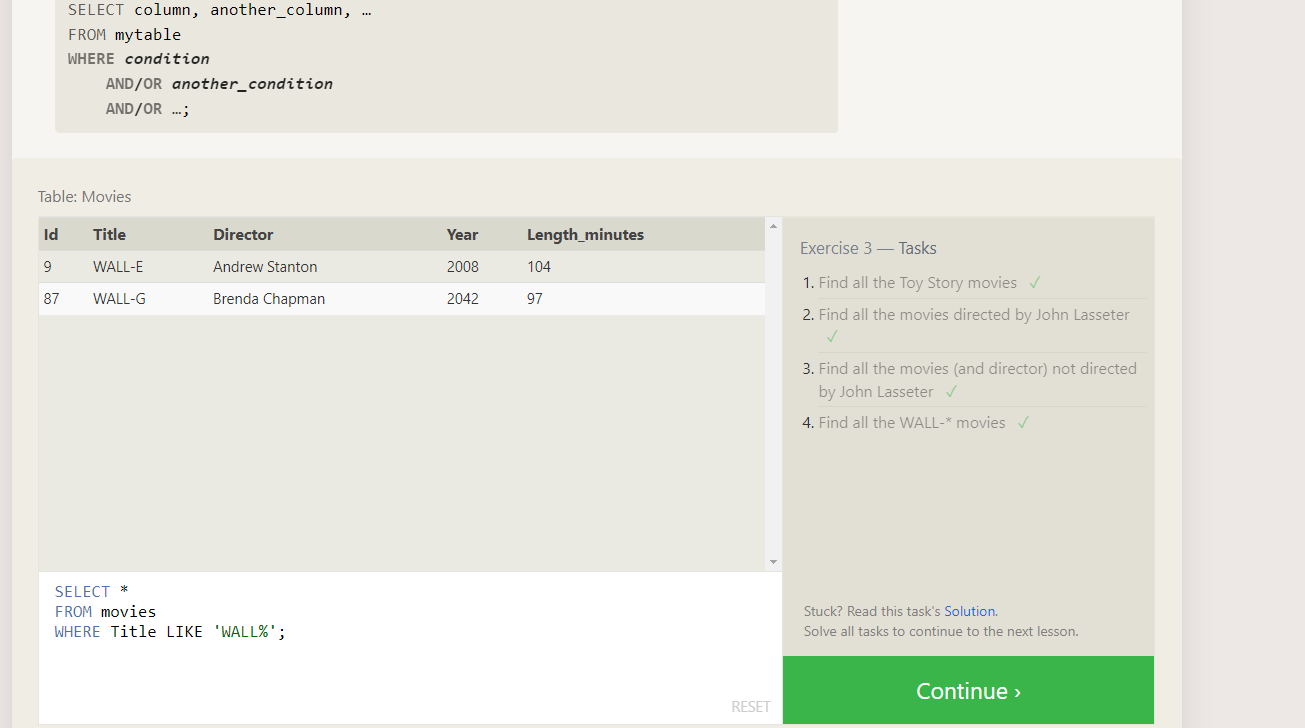 SELECT column, another_column, …
FROM mytable
WHERE condition
AND/OR another_condition
AND/OR …;
Table: Movies
Id Title Director Year Length_minutes
9 WALL-E Andrew Stanton 2008 104
87 WALL-G Brenda Chapman 2042 97
SELECT *
FROM movies
WHERE Title LIKE 'WALL%';
RESET
Exercise 3 — Tasks
1. Find all the Toy Story movies ✓
2. Find all the movies directed by John Lasseter
✓
3. Find all the movies (and director) not directed
by John Lasseter ✓
4. Find all the WALL-* movies ✓
Stuck? Read this task's Solution.
Solve all tasks to continue to the next lesson.
Continue ›